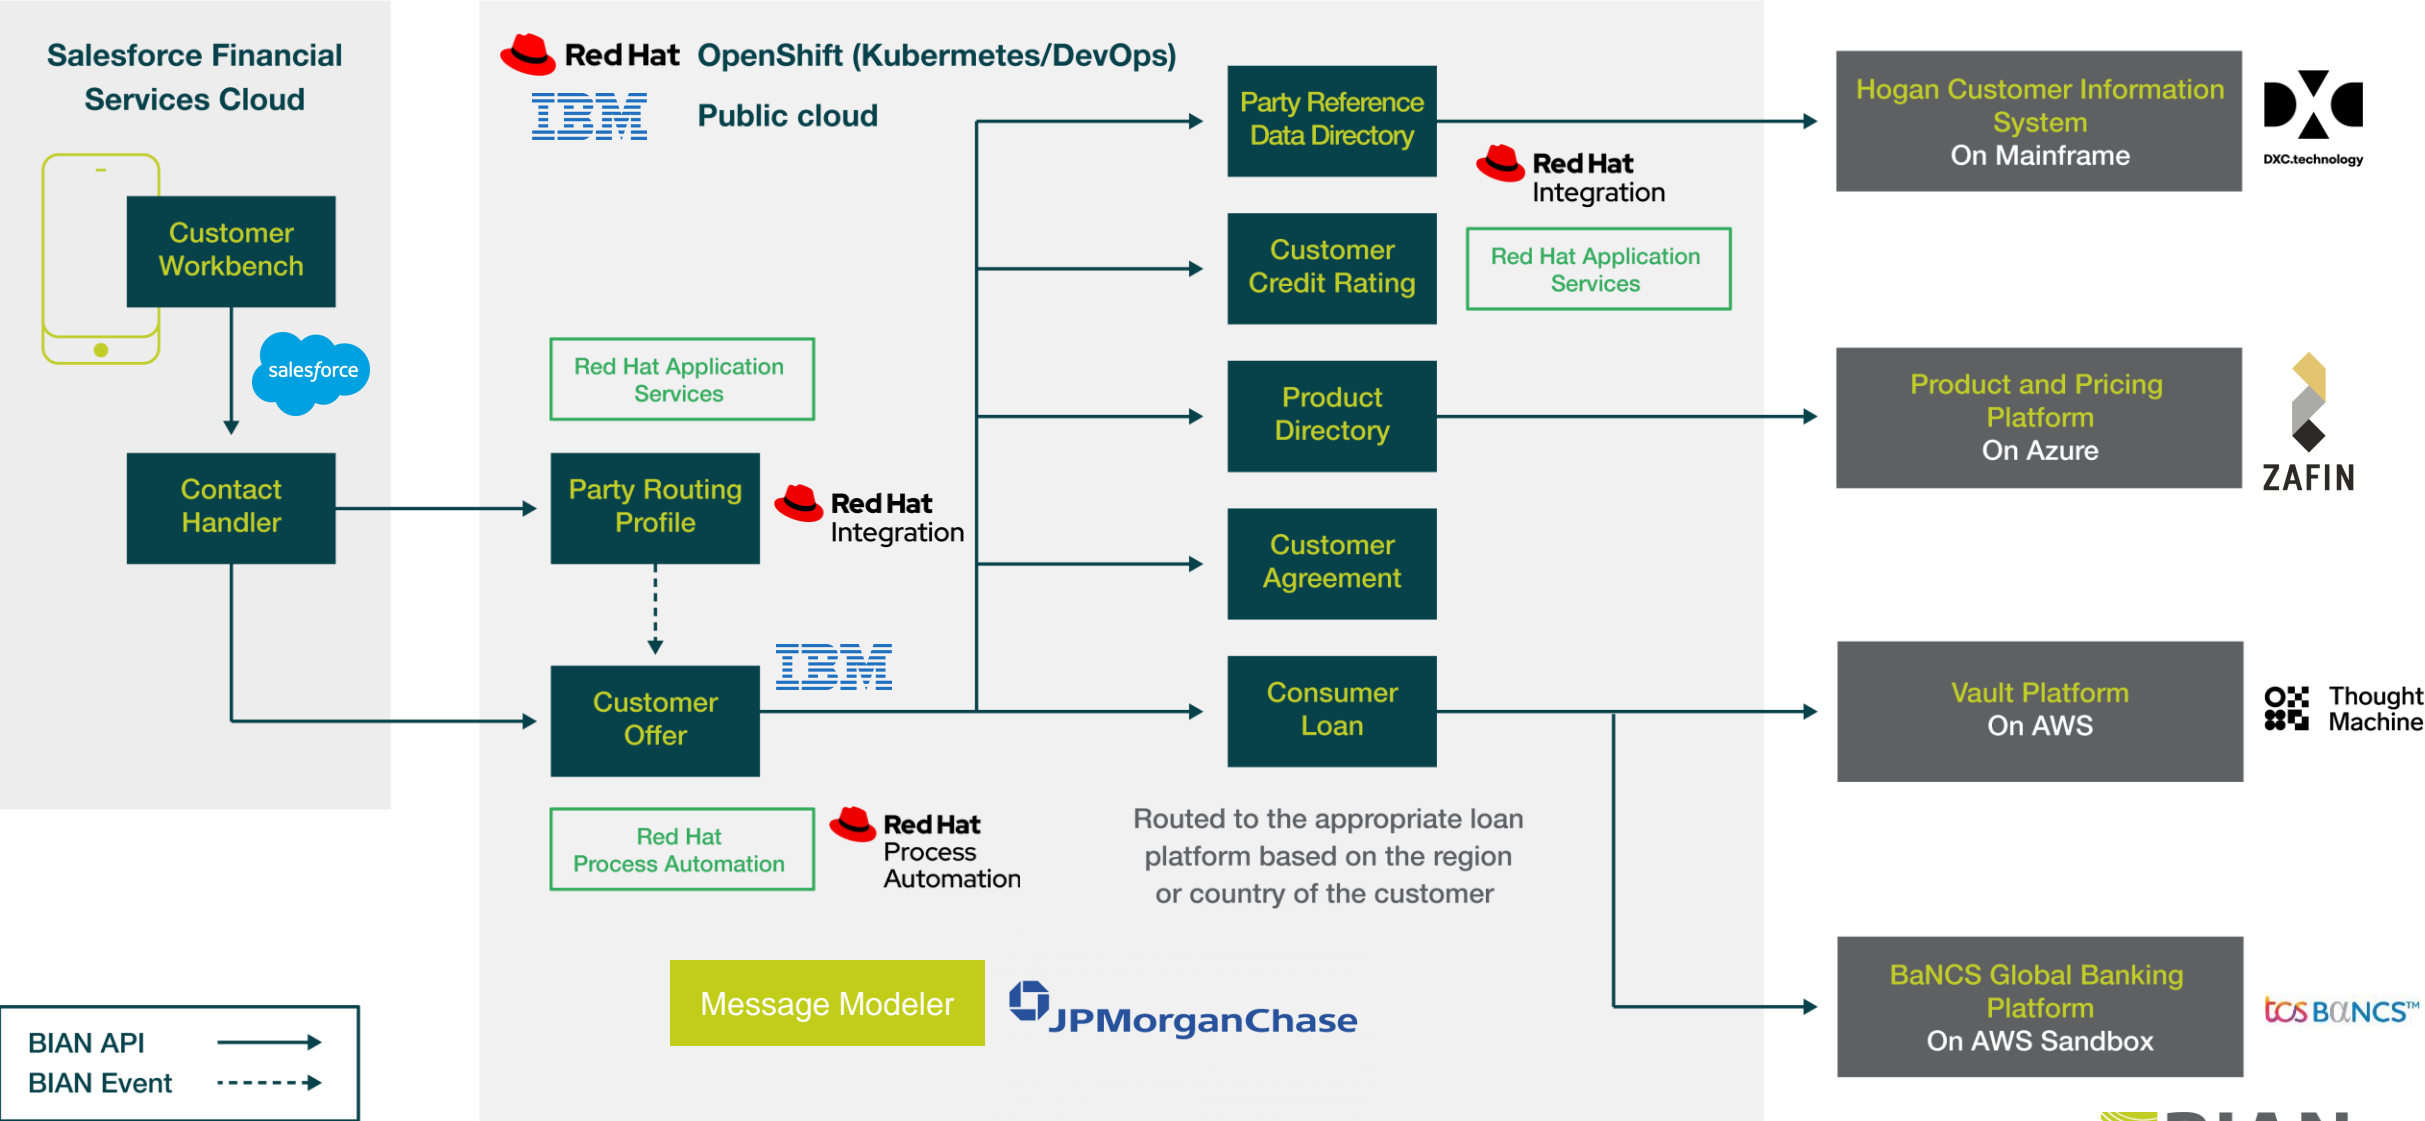 Salesforce Financial
Services Cloud
Customer
Workbench
salesforce
Contact
Handler
BIAN API
BIAN Event
Red Hat OpenShift (Kubermetes/DevOps)
IBM Public cloud
Red Hat Application
Services
Party Routing
Profile
Red Hat
Integration
Customer
Offer
IBM
Red Hat
Process Automation
Red Hat
Process
Automation
Message Modeler
JPMorganChase
Party Reference
Data Directory
Red Hat
Integration
Customer
Credit Rating
Red Hat Application
Services
Product
Directory
Customer
Agreement
Consumer
Loan
Routed to the appropriate loan
platform based on the region
or country of the customer
Hogan Customer Information
System
On Mainframe
DXC.technology
Product and Pricing
Platform
On Azure
ZAFIN
Vault Platform
On AWS
Thought
Machine
BaNCS Global Banking
Platform
On AWS Sandbox
tcs BαNCS™
BIAN